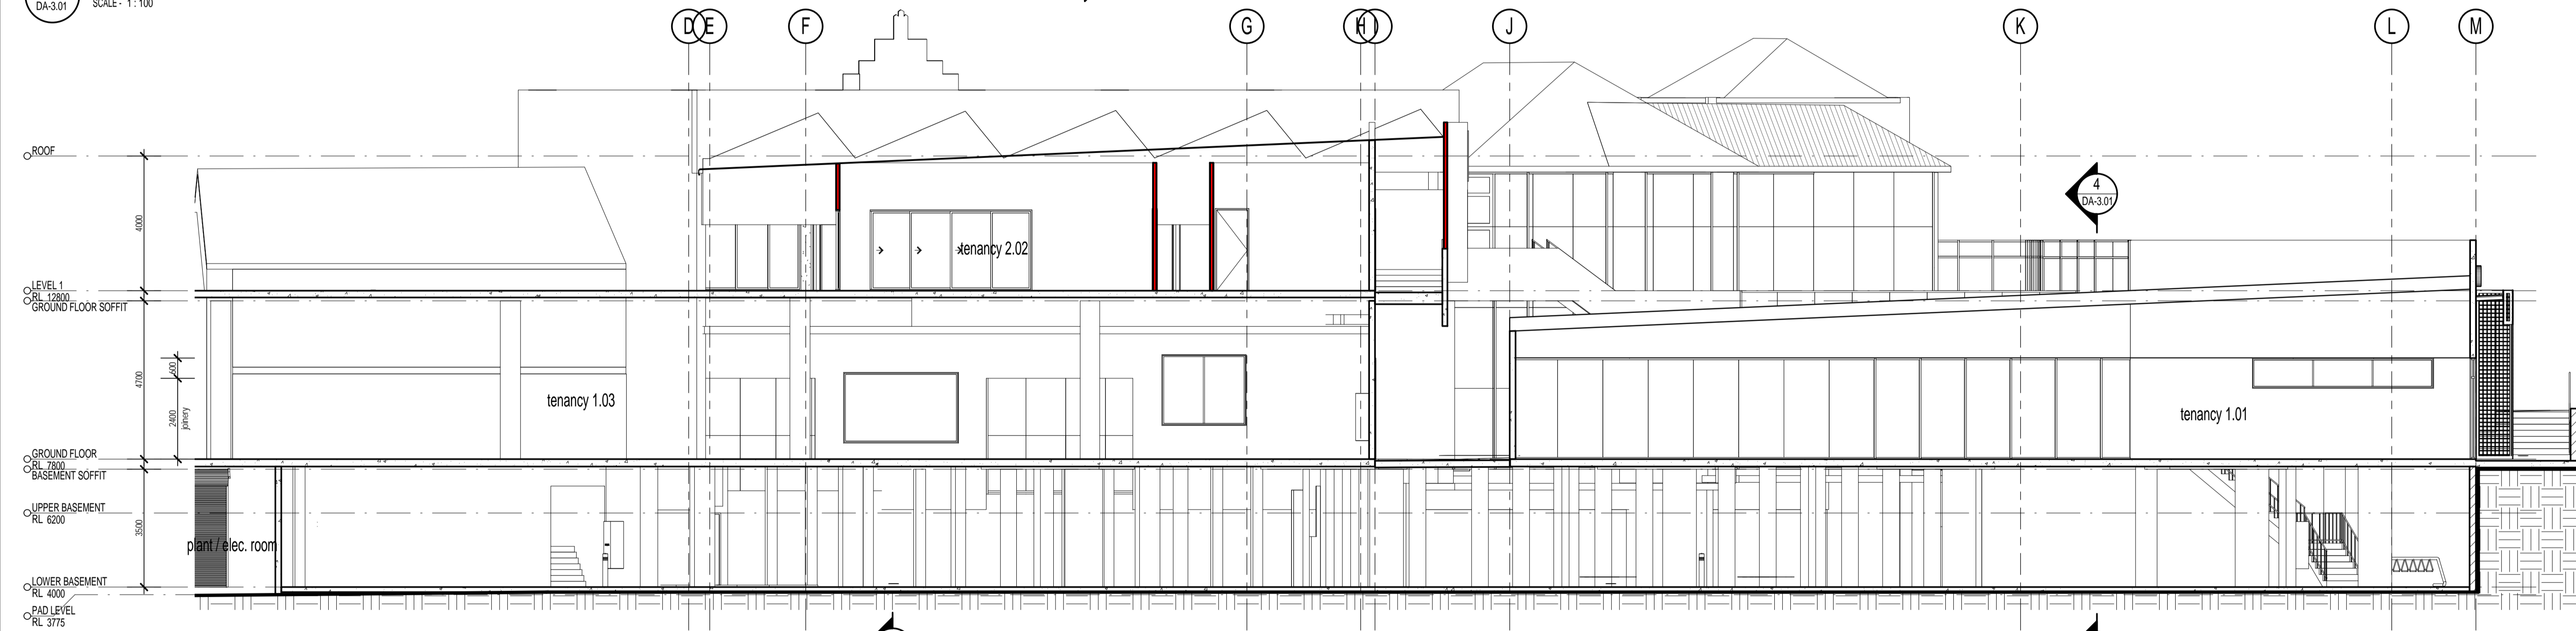 DA-3.01
SCALE - 1 : 100
D
E
F
G
H
I
J
K
L
M
ROOF
4000
4
DA-3.01
tenancy 2.02
LEVEL 1
RL 12800
GROUND FLOOR SOFFIT
600
4700
2400
joinery
tenancy 1.03
tenancy 1.01
GROUND FLOOR
RL 7800
BASEMENT SOFFIT
UPPER BASEMENT
RL 6200
3500
plant / elec. room
LOWER BASEMENT
RL 4000
PAD LEVEL
RL 3775